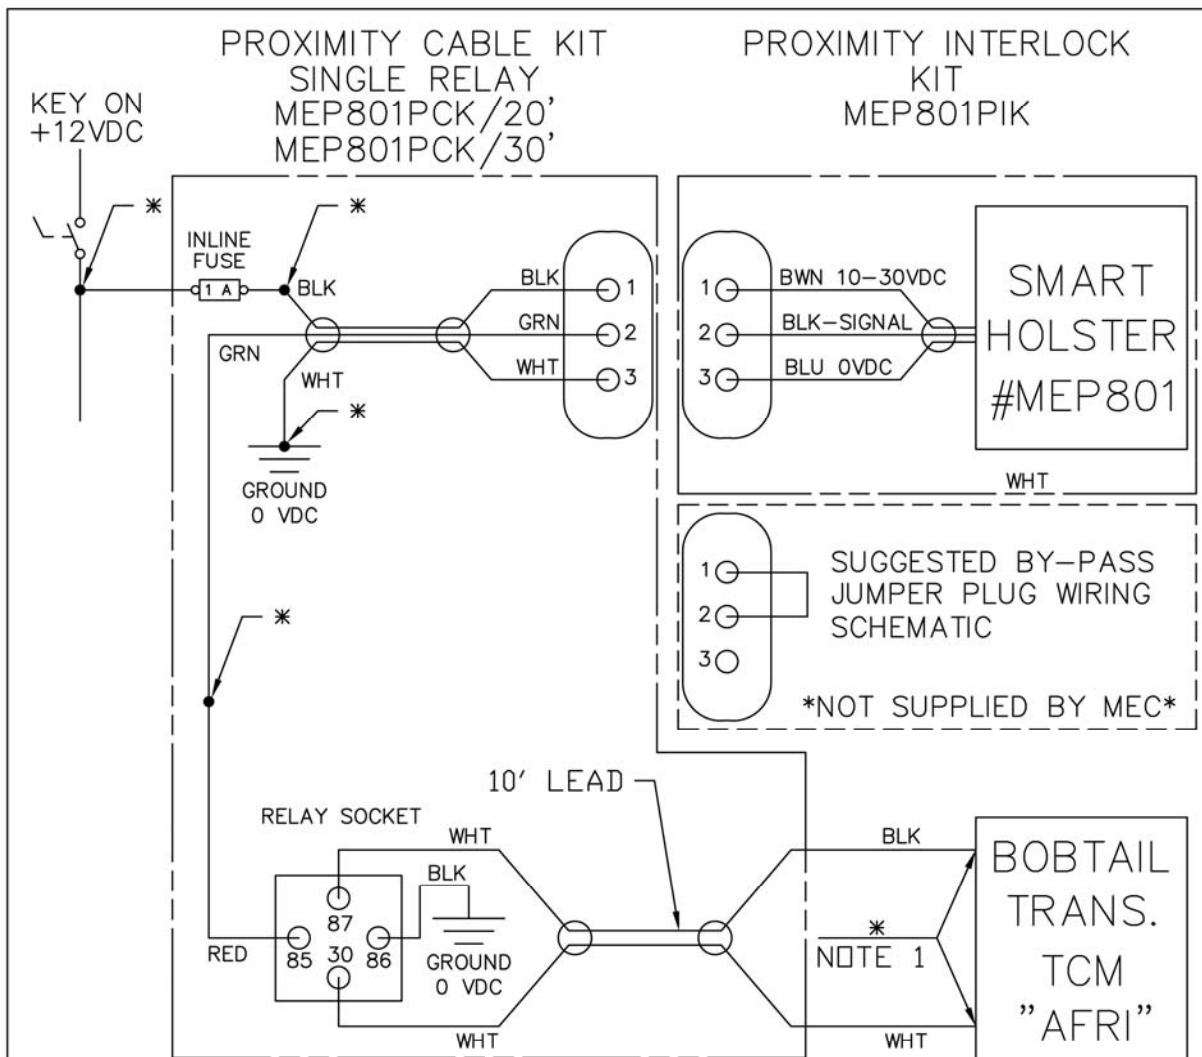 PROXIMITY CABLE KIT
SINGLE RELAY
MEP801PCK/20'
MEP801PCK/30'
PROXIMITY INTERLOCK
KIT
MEP801PIK
KEY ON
+12VDC
*
*
INLINE
FUSE
1 A
BLK
BLK
1
GRN
2
GRN
WHT
WHT
3
*
GROUND
0 VDC
1
BWN 10-30VDC
2
BLK-SIGNAL
3
BLU 0VDC
SMART
HOLSTER
#MEP801
WHT
1
2
3
SUGGESTED BY-PASS
JUMPER PLUG WIRING
SCHEMATIC
*NOT SUPPLIED BY MEC*
*
10' LEAD
RELAY SOCKET
WHT
BLK
87
85
30
86
RED
GROUND
0 VDC
WHT
BLK
*
NOTE 1
WHT
BOBTAIL
TRANS.
TCM
"AFRI"